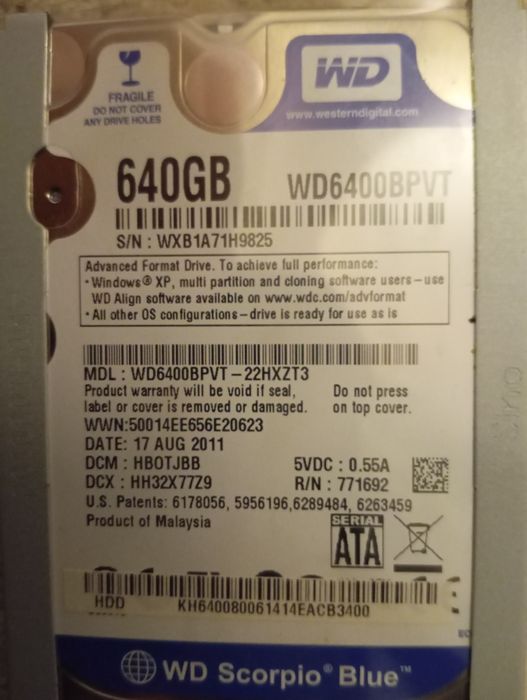 FRAGILE
DO NOT COVER
ANY DRIVE HOLES
WD
www.westerndigital.com
640GB
WD6400BPVT
S/N : WXB1A71H9825
Advanced Format Drive. To achieve full performance:
• Windows® XP, multi partition and cloning software users – use
WD Align software available on www.wdc.com/advformat
• All other OS configurations – drive is ready for use as is
MDL : WD6400BPVT – 22HXZT3
Product warranty will be void if seal,
label or cover is removed or damaged.
Do not press
on top cover.
WWN:50014EE656E20623
DATE: 17 AUG 2011
DCM : HBOTJBB
5VDC : 0.55A
DCX : HH32X77Z9
R/N : 771692
U.S. Patents: 6178056, 5956196,6289484, 6263459
Product of Malaysia
SERIAL
ATA
HDD
KH640080061414EACB3400
WD Scorpio® Blue™